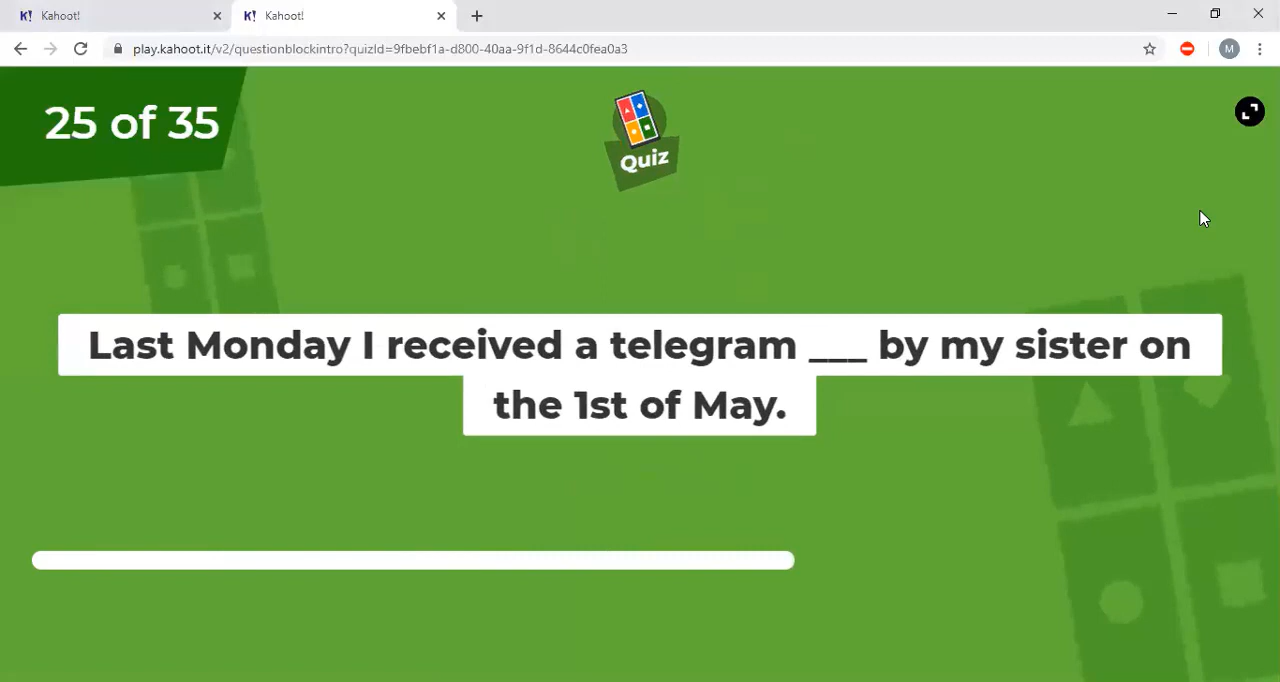 Kahoot!
Kahoot!
play.kahoot.it/v2/questionblockintro?quizId=9fbebf1a-d800-40aa-9f1d-8644c0fea0a3
M
25 of 35
Quiz
Last Monday I received a telegram ___ by my sister on
the 1st of May.